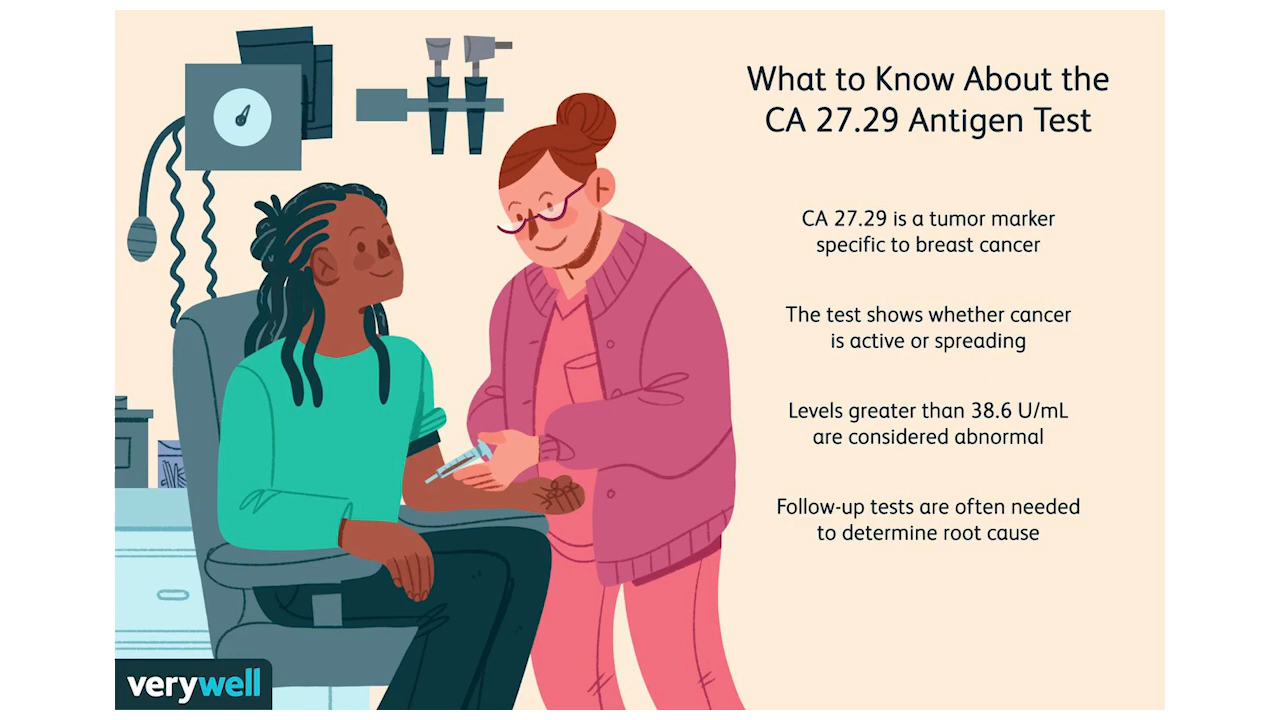 What to Know About the
CA 27.29 Antigen Test
CA 27.29 is a tumor marker
specific to breast cancer
The test shows whether cancer
is active or spreading
Levels greater than 38.6 U/mL
are considered abnormal
Follow-up tests are often needed
to determine root cause
verywell